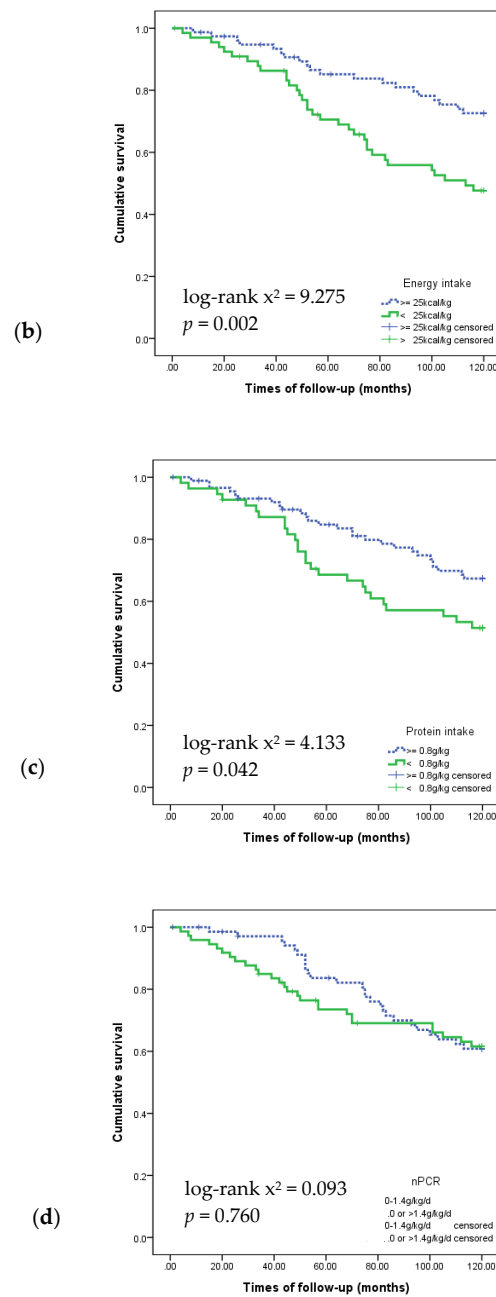 1.0
0.8
0.6
0.4
0.2
0.0
Cumulative survival
log-rank x² = 9.275
p = 0.002
Energy intake
>= 25kcal/kg
< 25kcal/kg
>= 25kcal/kg censored
> 25kcal/kg censored
.00 20.00 40.00 60.00 80.00 100.00 120.00
Times of follow-up (months)
(b)
1.0
0.8
0.6
0.4
0.2
0.0
Cumulative survival
log-rank x² = 4.133
p = 0.042
Protein intake
>= 0.8g/kg
< 0.8g/kg
>= 0.8g/kg censored
< 0.8g/kg censored
.00 20.00 40.00 60.00 80.00 100.00 120.00
Times of follow-up (months)
(c)
1.0
0.8
0.6
0.4
0.2
0.0
Cumulative survival
log-rank x² = 0.093
p = 0.760
nPCR
0-1.4g/kg/d
.0 or >1.4g/kg/d
0-1.4g/kg/d censored
.0 or >1.4g/kg/d censored
.00 20.00 40.00 60.00 80.00 100.00 120.00
Times of follow-up (months)
(d)